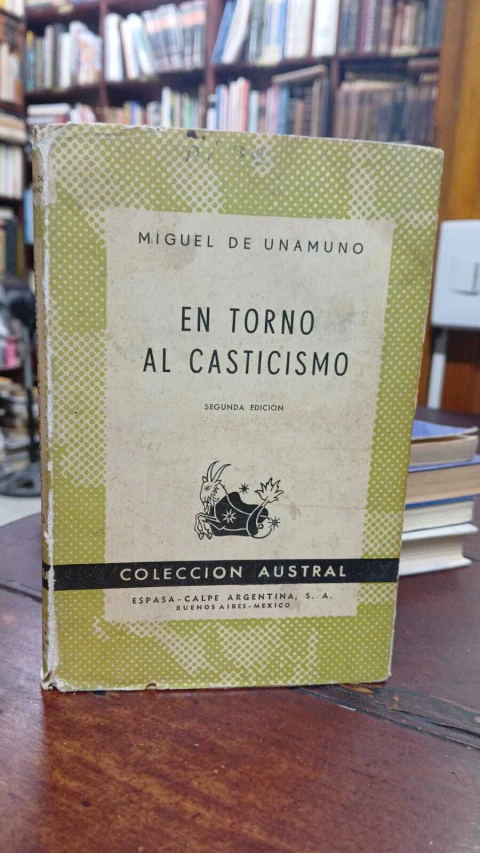 MIGUEL DE UNAMUNO
EN TORNO
AL CASTICISMO
SEGUNDA EDICION
COLECCION AUSTRAL
ESPASA-CALPE ARGENTINA, S. A.
BUENOS AIRES-MEXICO